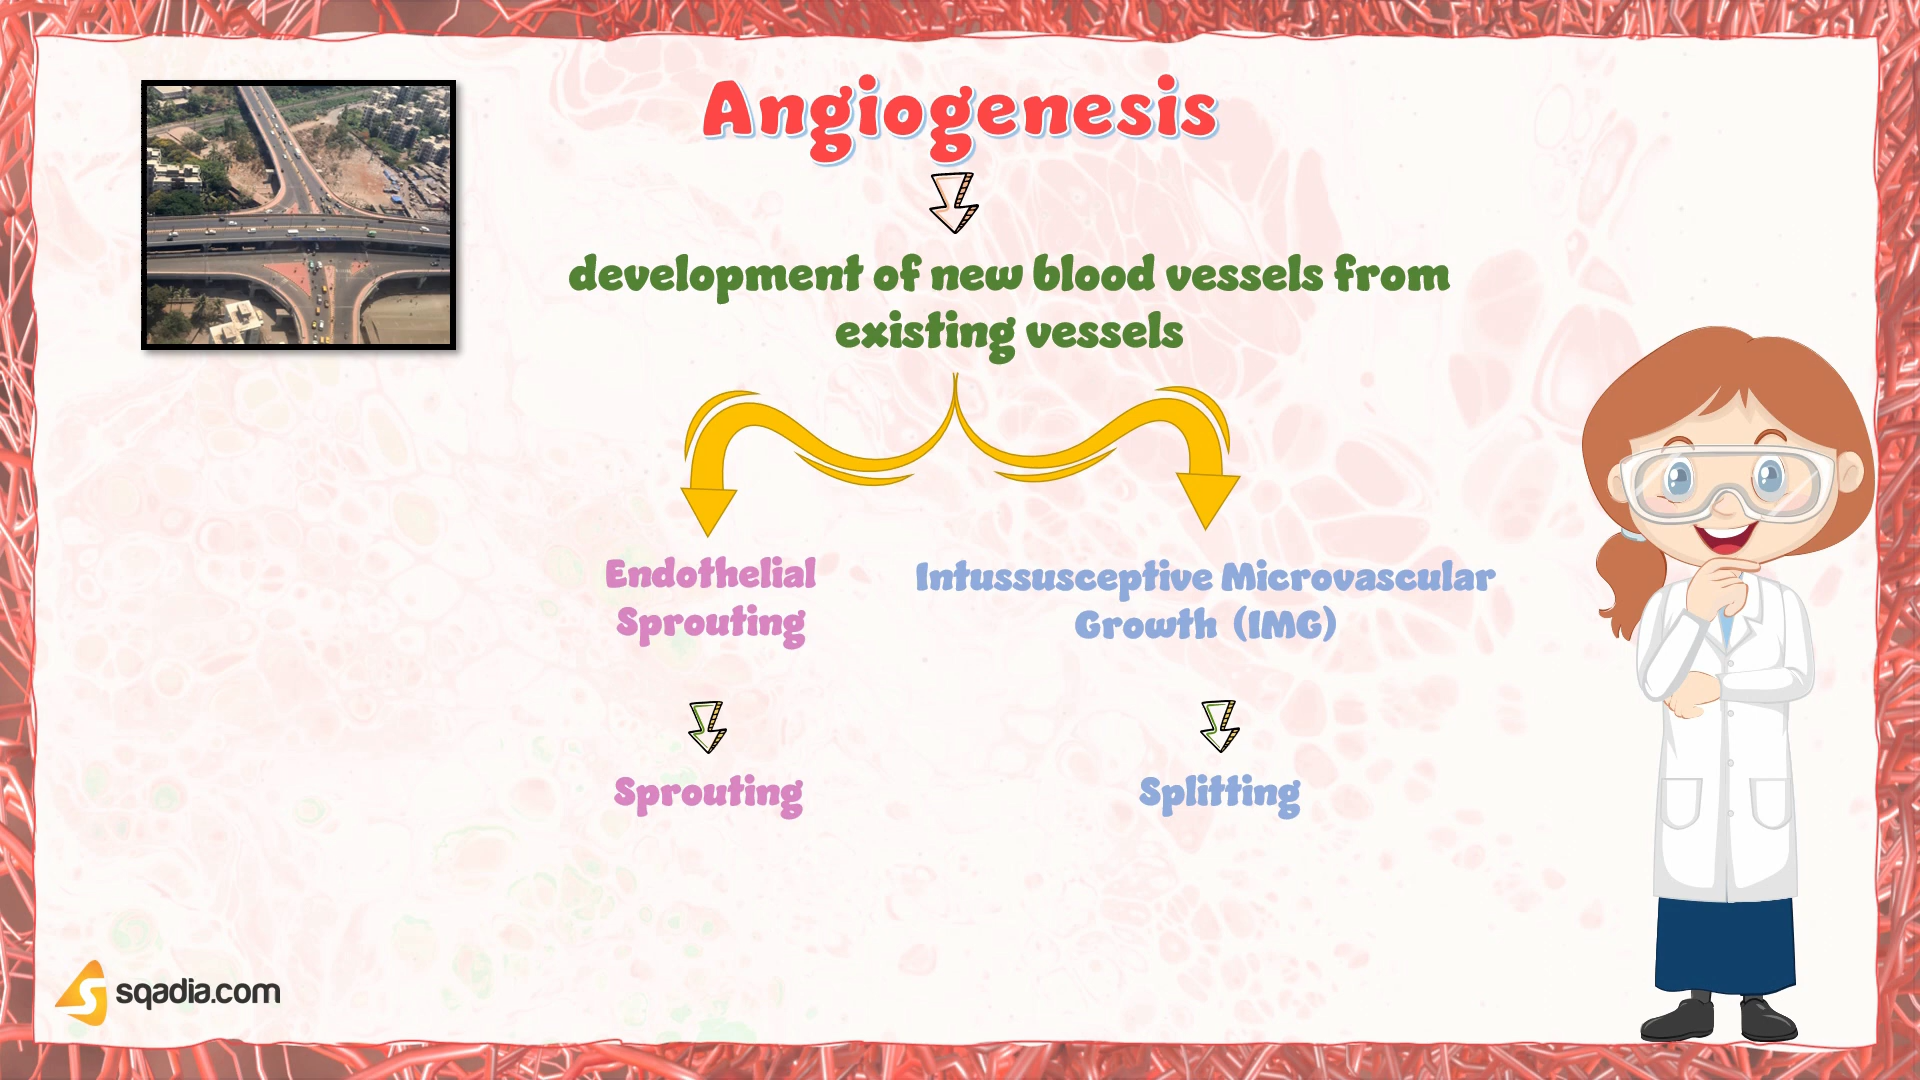 Angiogenesis
development of new blood vessels from
existing vessels
Endothelial
Sprouting
Intussusceptive Microvascular
Growth (IMG)
Sprouting
Splitting
sqadia.com